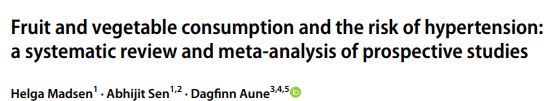 Fruit and vegetable consumption and the risk of hypertension:
a systematic review and meta-analysis of prospective studies
Helga Madsen1 · Abhijit Sen1,2 · Dagfinn Aune3,4,5